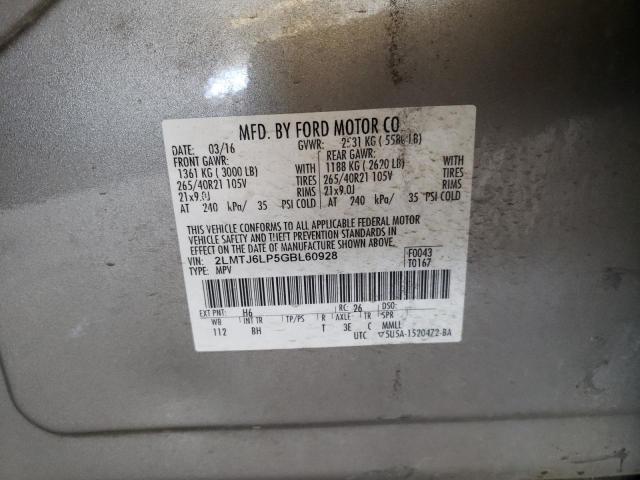 MFD. BY FORD MOTOR CO
DATE: 03/16 GVWR: 2531 KG ( 5580 LB)
FRONT GAWR: REAR GAWR:
1361 KG ( 3000 LB) WITH 1188 KG ( 2620 LB) WITH
265/40R21 105V TIRES 265/40R21 105V TIRES
21x9.0J RIMS 21x9.0J RIMS
AT 240 kPa/ 35 PSI COLD AT 240 kPa/ 35 PSI COLD
THIS VEHICLE CONFORMS TO ALL APPLICABLE FEDERAL MOTOR
VEHICLE SAFETY AND THEFT PREVENTION STANDARDS IN
EFFECT ON THE DATE OF MANUFACTURE SHOWN ABOVE.
VIN: 2LMTJ6LP5GBL60928 F0043
TYPE: MPV T0167
EXT PNT: H6 RC: 26 DSO:
WB INT TR TP/PS R AXLE TR SPR
112 BH T 3E C MMLL
UTC ▽5U5A-1520472-BA